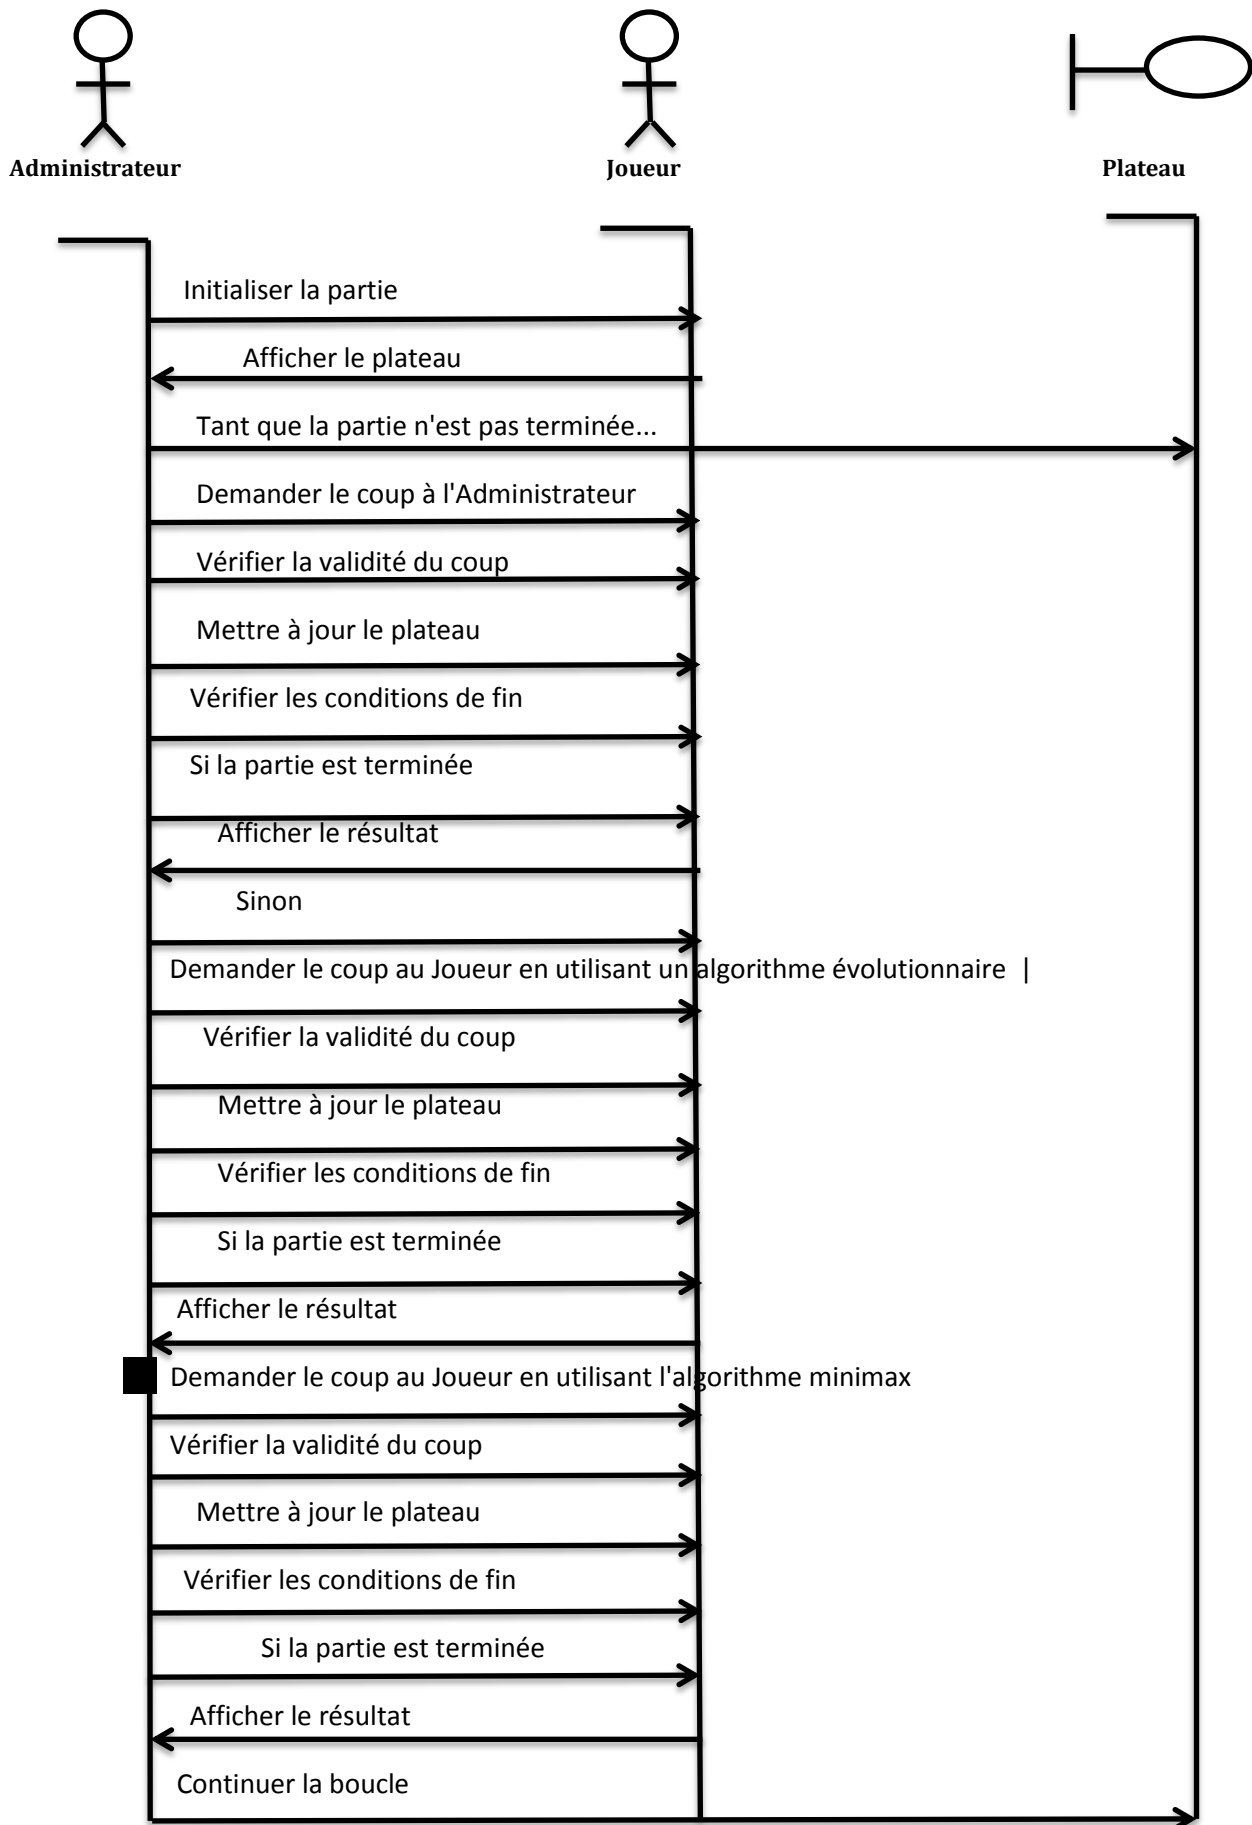 Administrateur
Joueur
Plateau
Initialiser la partie
Afficher le plateau
Tant que la partie n'est pas terminée...
Demander le coup à l'Administrateur
Vérifier la validité du coup
Mettre à jour le plateau
Vérifier les conditions de fin
Si la partie est terminée
Afficher le résultat
Sinon
Demander le coup au Joueur en utilisant un algorithme évolutionnaire |
Vérifier la validité du coup
Mettre à jour le plateau
Vérifier les conditions de fin
Si la partie est terminée
Afficher le résultat
Demander le coup au Joueur en utilisant l'algorithme minimax
Vérifier la validité du coup
Mettre à jour le plateau
Vérifier les conditions de fin
Si la partie est terminée
Afficher le résultat
Continuer la boucle